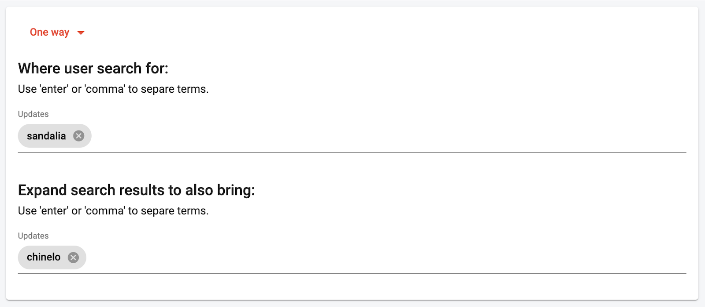 One way
Where user search for:
Use 'enter' or 'comma' to separe terms.
Updates
sandalia
Expand search results to also bring:
Use 'enter' or 'comma' to separe terms.
Updates
chinelo